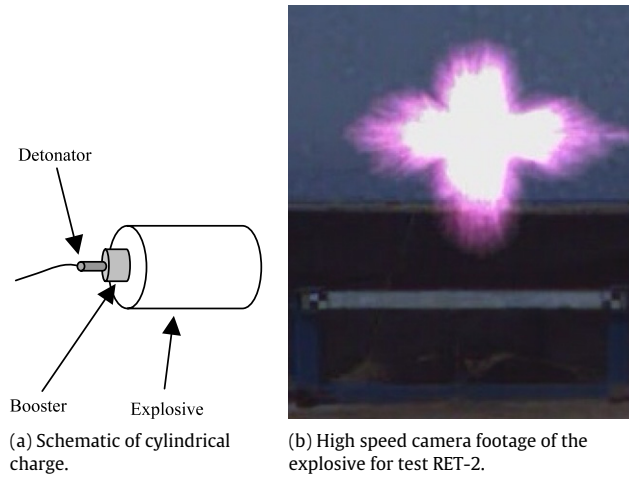 Detonator
Booster
Explosive
(a) Schematic of cylindrical
charge.
(b) High speed camera footage of the
explosive for test RET-2.